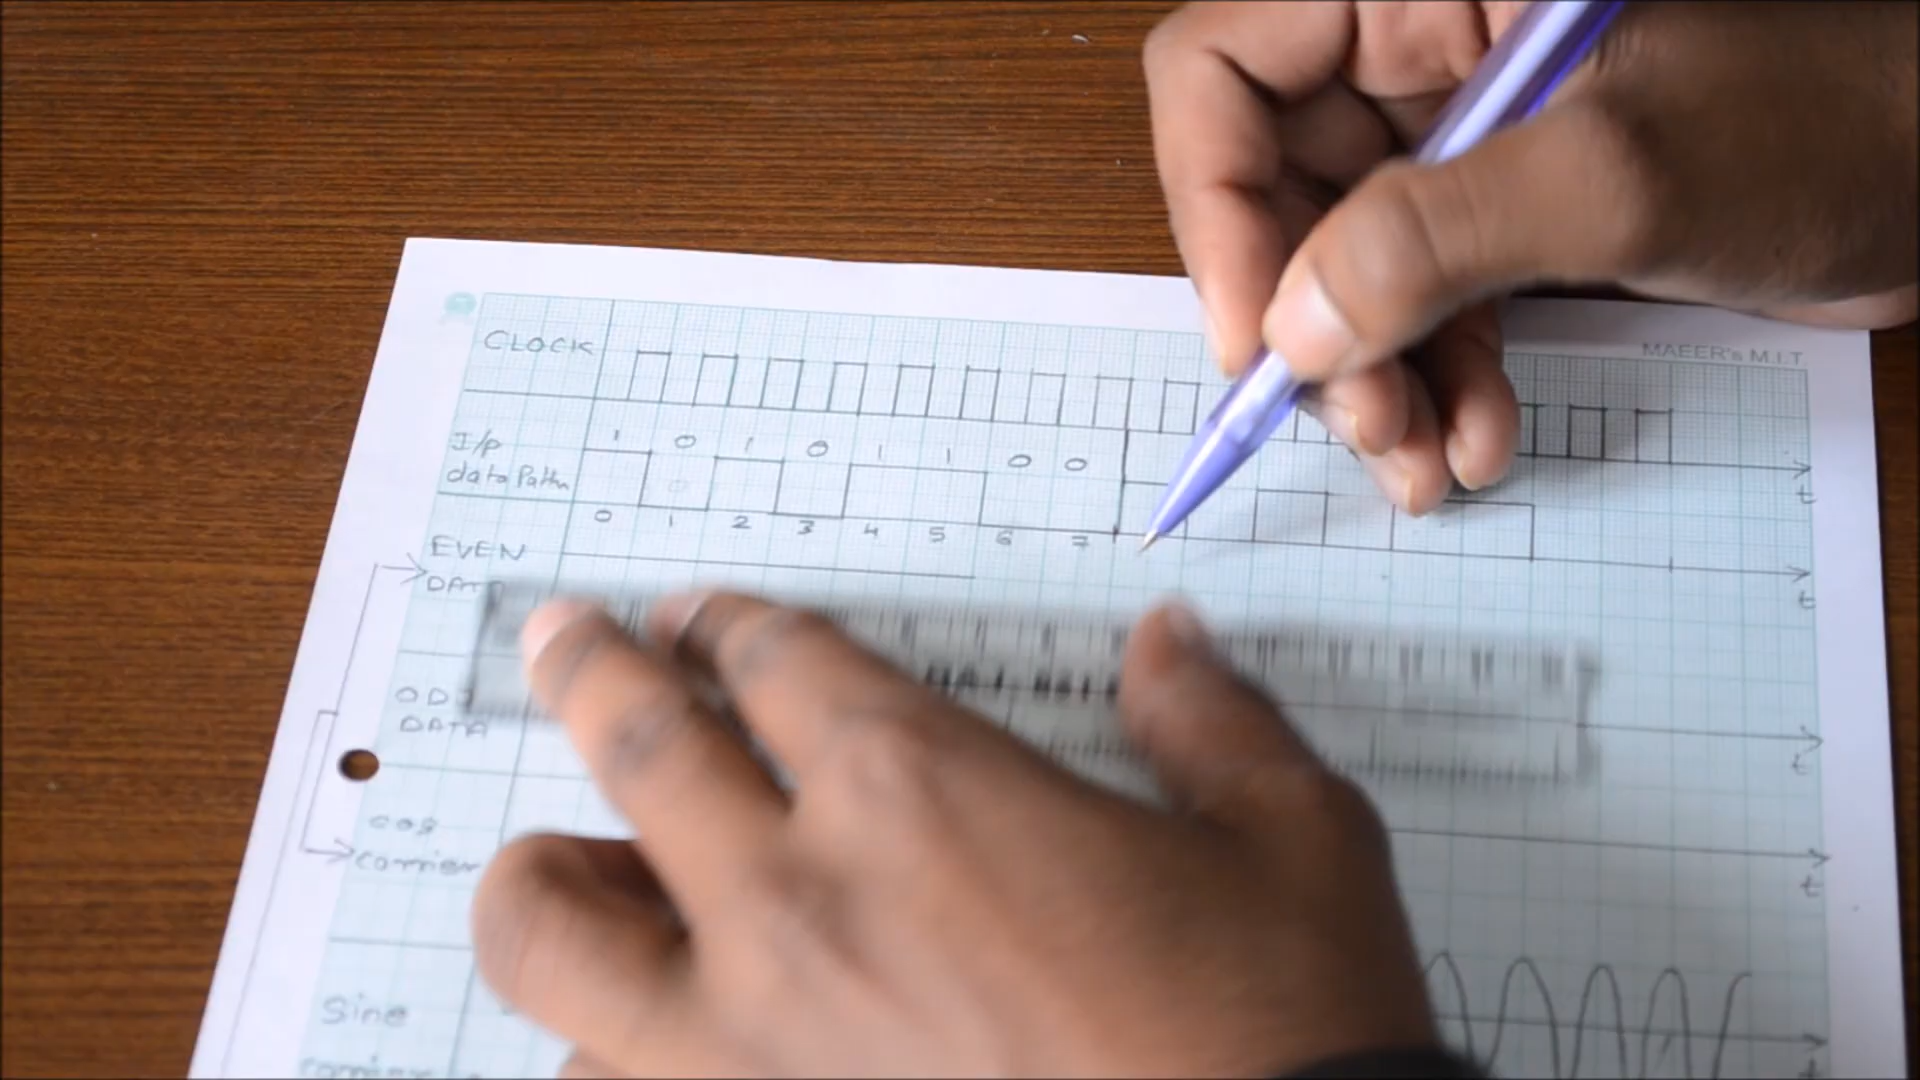 MAEER's M.I.T
CLOCK
t
I/p
data Path
1 0 1 0 1 1 0 0
0 1 2 3 4 5 6 7
t
EVEN
t
ODD
DATA
t
cos
carrier
Sine